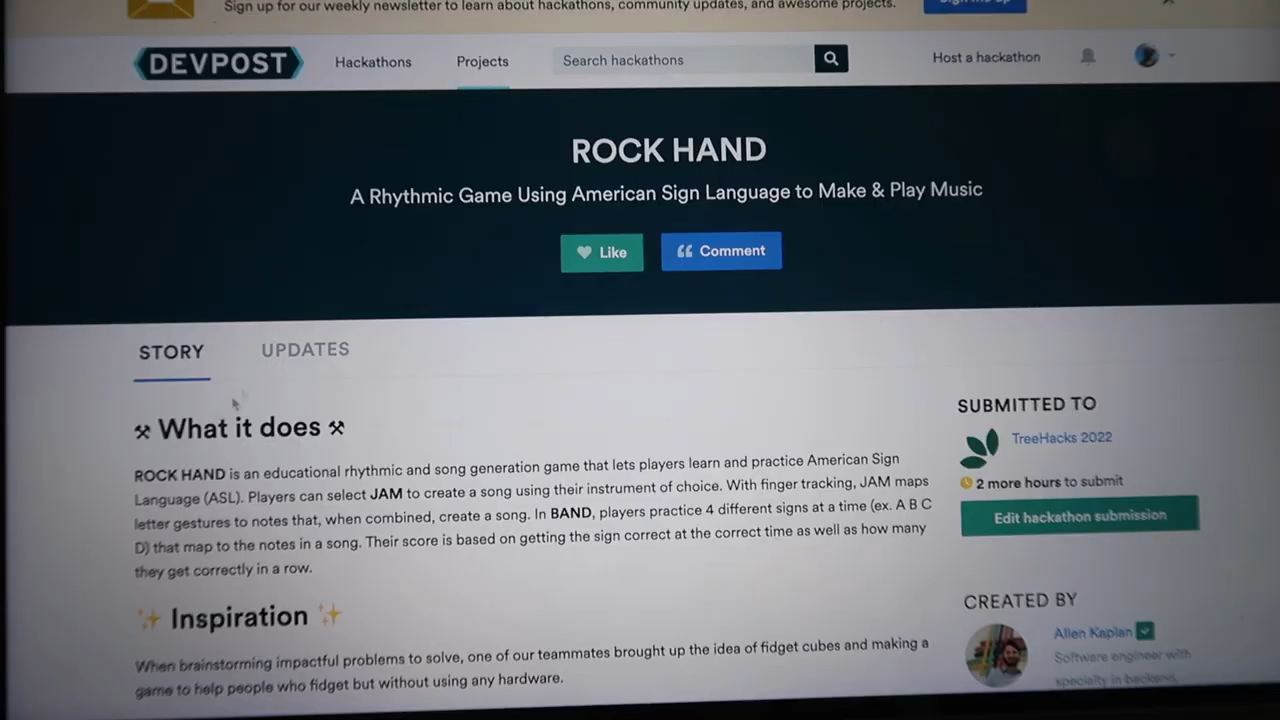 Sign up for our weekly newsletter to learn about hackathons, community updates, and awesome projects.
DEVPOST
Hackathons
Projects
Search hackathons
Host a hackathon
ROCK HAND
A Rhythmic Game Using American Sign Language to Make & Play Music
Like
Comment
STORY
UPDATES
⚒ What it does ⚒
ROCK HAND is an educational rhythmic and song generation game that lets players learn and practice American Sign
Language (ASL). Players can select JAM to create a song using their instrument of choice. With finger tracking, JAM maps
letter gestures to notes that, when combined, create a song. In BAND, players practice 4 different signs at a time (ex. A B C
D) that map to the notes in a song. Their score is based on getting the sign correct at the correct time as well as how many
they get correctly in a row.
✨ Inspiration ✨
When brainstorming impactful problems to solve, one of our teammates brought up the idea of fidget cubes and making a
game to help people who fidget but without using any hardware.
SUBMITTED TO
TreeHacks 2022
2 more hours to submit
Edit hackathon submission
CREATED BY
Allen Kaplan
Software engineer with
specialty in backend,